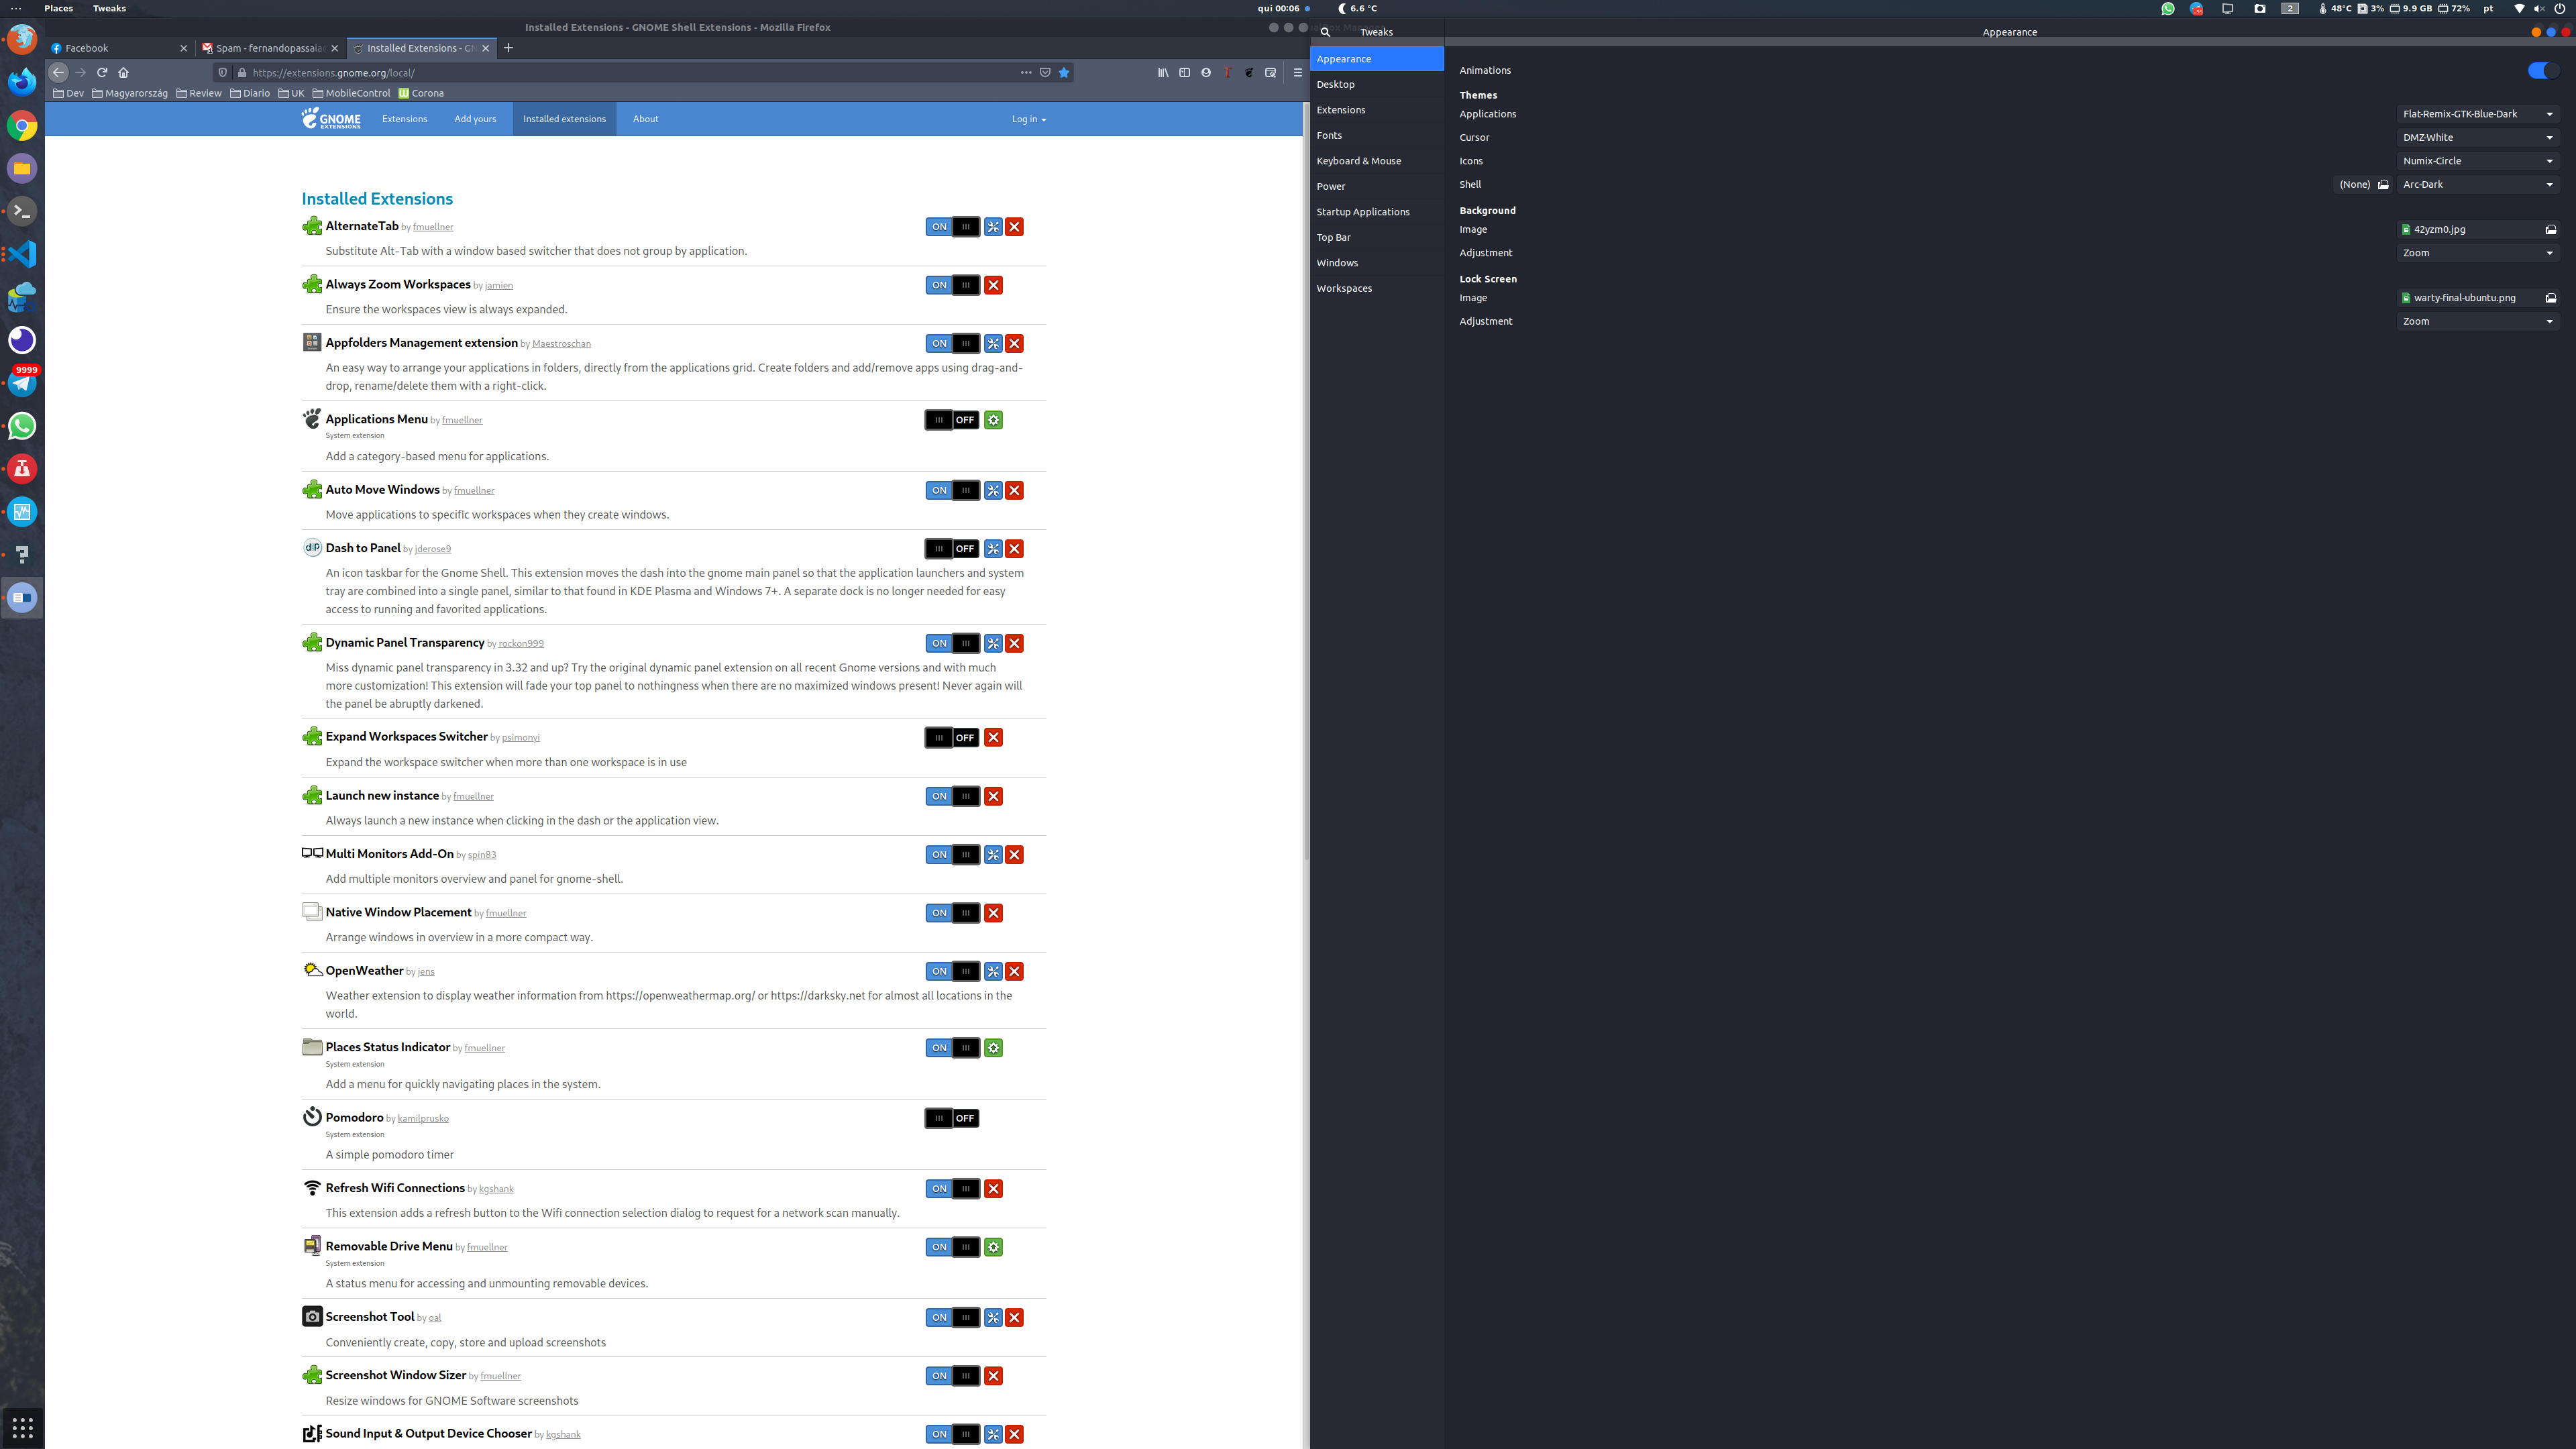 Places
Tweaks
qui 00:06
6.6 °C
2
48°C
3%
9.9 GB
72%
pt
Installed Extensions - GNOME Shell Extensions - Mozilla Firefox
Facebook
Spam - fernandopassaia
Installed Extensions - GN
https://extensions.gnome.org/local/
Dev
Magyarország
Review
Diario
UK
MobileControl
Corona
9999
GNOME
EXTENSIONS
Extensions
Add yours
Installed extensions
About
Log in
Installed Extensions
AlternateTab by fmuellner
ON
Substitute Alt-Tab with a window based switcher that does not group by application.
Always Zoom Workspaces by jamien
ON
Ensure the workspaces view is always expanded.
Appfolders Management extension by Maestroschan
ON
An easy way to arrange your applications in folders, directly from the applications grid. Create folders and add/remove apps using drag-and-
drop, rename/delete them with a right-click.
Applications Menu by fmuellner
OFF
System extension
Add a category-based menu for applications.
Auto Move Windows by fmuellner
ON
Move applications to specific workspaces when they create windows.
Dash to Panel by jderose9
OFF
An icon taskbar for the Gnome Shell. This extension moves the dash into the gnome main panel so that the application launchers and system
tray are combined into a single panel, similar to that found in KDE Plasma and Windows 7+. A separate dock is no longer needed for easy
access to running and favorited applications.
Dynamic Panel Transparency by rockon999
ON
Miss dynamic panel transparency in 3.32 and up? Try the original dynamic panel extension on all recent Gnome versions and with much
more customization! This extension will fade your top panel to nothingness when there are no maximized windows present! Never again will
the panel be abruptly darkened.
Expand Workspaces Switcher by psimonyi
OFF
Expand the workspace switcher when more than one workspace is in use
Launch new instance by fmuellner
ON
Always launch a new instance when clicking in the dash or the application view.
Multi Monitors Add-On by spin83
ON
Add multiple monitors overview and panel for gnome-shell.
Native Window Placement by fmuellner
ON
Arrange windows in overview in a more compact way.
OpenWeather by jens
ON
Weather extension to display weather information from https://openweathermap.org/ or https://darksky.net for almost all locations in the
world.
Places Status Indicator by fmuellner
ON
System extension
Add a menu for quickly navigating places in the system.
Pomodoro by kamilprusko
OFF
System extension
A simple pomodoro timer
Refresh Wifi Connections by kgshank
ON
This extension adds a refresh button to the Wifi connection selection dialog to request for a network scan manually.
Removable Drive Menu by fmuellner
ON
System extension
A status menu for accessing and unmounting removable devices.
Screenshot Tool by oal
ON
Conveniently create, copy, store and upload screenshots
Screenshot Window Sizer by fmuellner
ON
Resize windows for GNOME Software screenshots
Sound Input & Output Device Chooser by kgshank
ON
Tweaks
Appearance
Appearance
Desktop
Extensions
Fonts
Keyboard & Mouse
Power
Startup Applications
Top Bar
Windows
Workspaces
Animations
Themes
Applications
Flat-Remix-GTK-Blue-Dark
Cursor
DMZ-White
Icons
Numix-Circle
Shell
(None)
Arc-Dark
Background
Image
42yzm0.jpg
Adjustment
Zoom
Lock Screen
Image
warty-final-ubuntu.png
Adjustment
Zoom